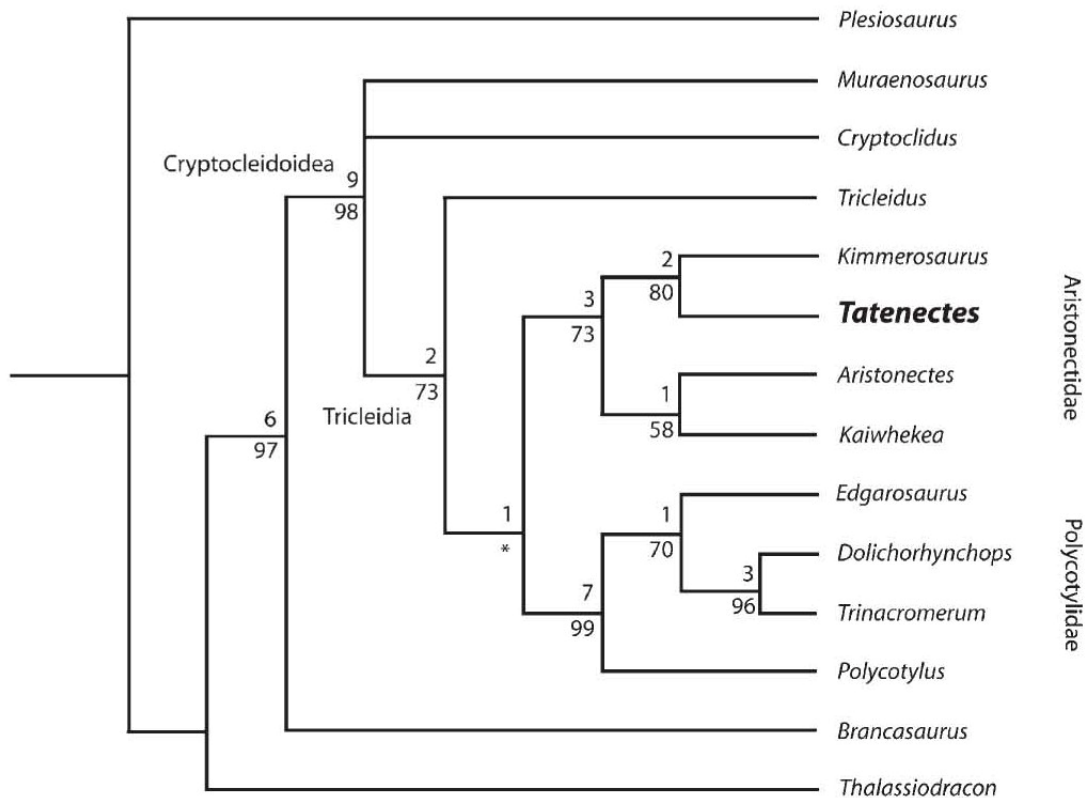 Plesiosaurus
Muraenosaurus
Cryptoclidus
Cryptocleidoidea
9
98
Tricleidus
Kimmerosaurus
2
80
Tatenectes
3
73
Aristonectes
1
58
Kaiwhekea
Aristonectidae
2
73
Tricleidia
6
97
Edgarosaurus
1
*
1
70
Dolichorhynchops
3
96
Trinacromerum
7
99
Polycotylus
Polycotylidae
Brancasaurus
Thalassiodracon